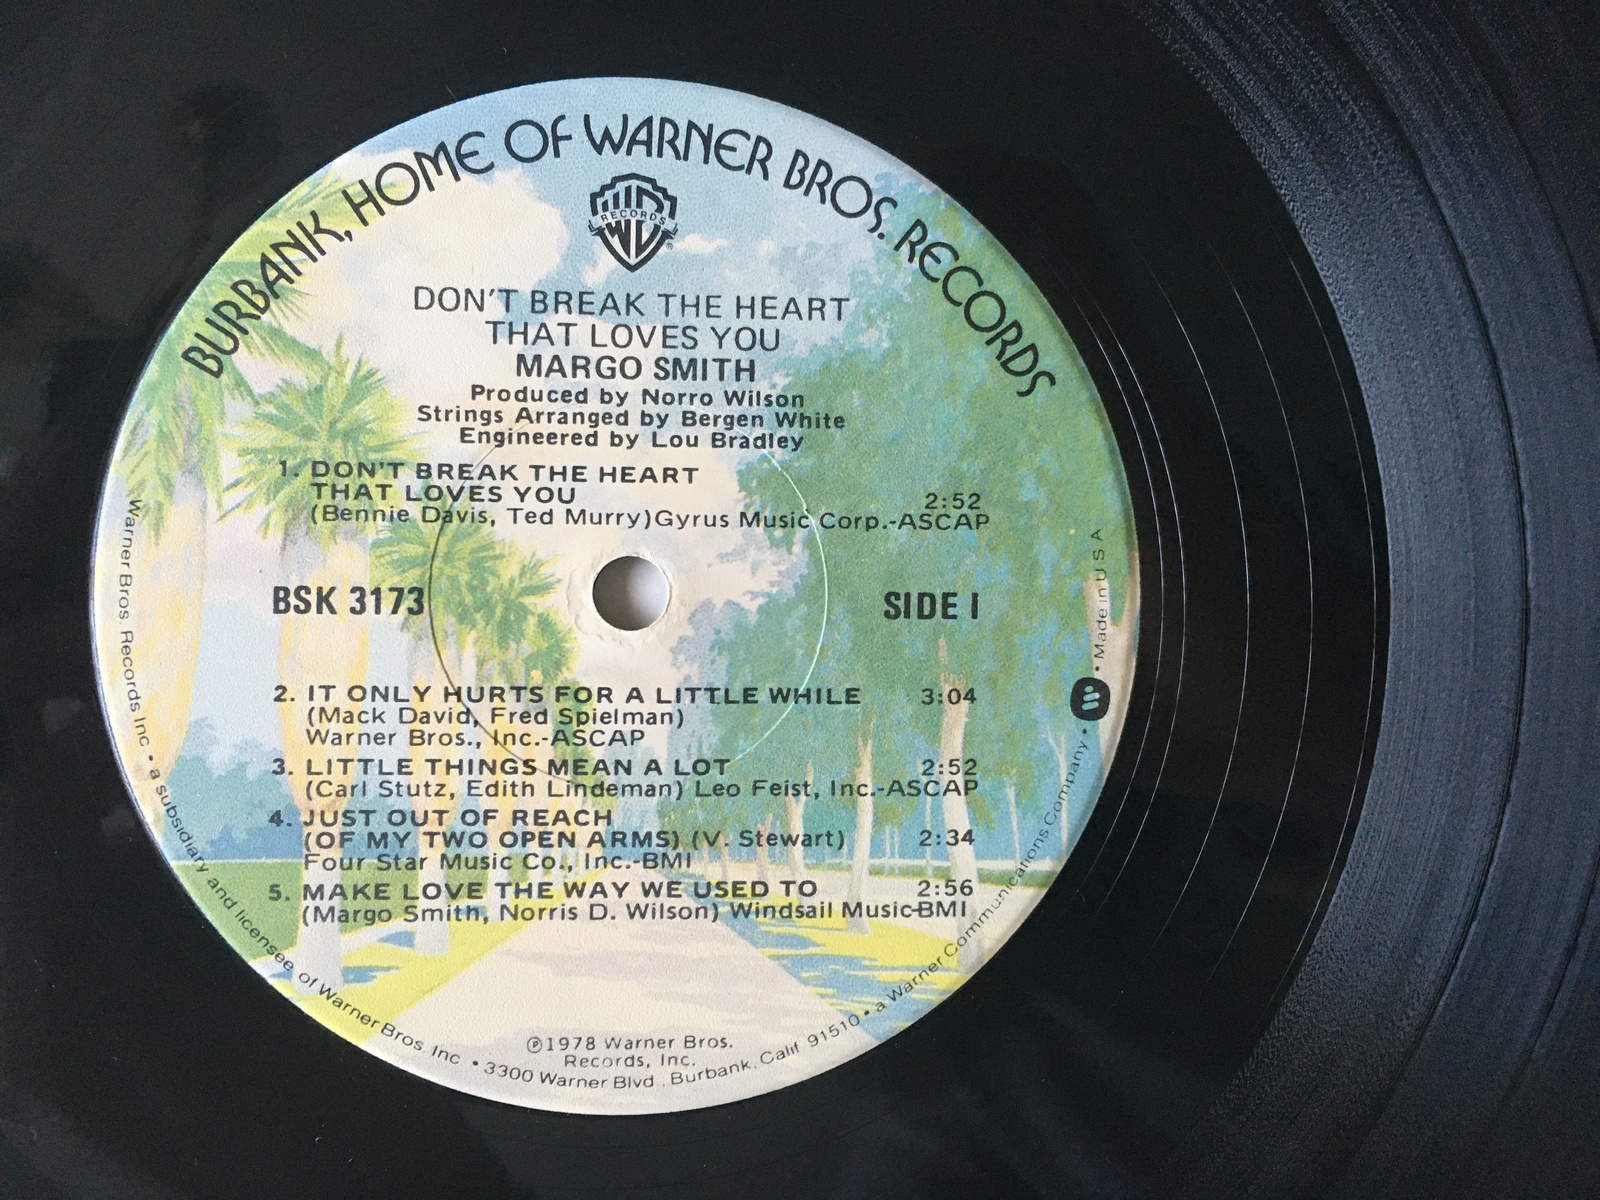 BURBANK, HOME OF WARNER BROS. RECORDS
RECORDS
DON'T BREAK THE HEART
THAT LOVES YOU
MARGO SMITH
Produced by Norro Wilson
Strings Arranged by Bergen White
Engineered by Lou Bradley
1. DON'T BREAK THE HEART
THAT LOVES YOU 2:52
(Bennie Davis, Ted Murry)Gyrus Music Corp.-ASCAP
BSK 3173 SIDE 1
2. IT ONLY HURTS FOR A LITTLE WHILE 3:04
(Mack David, Fred Spielman)
Warner Bros., Inc.-ASCAP
3. LITTLE THINGS MEAN A LOT 2:52
(Carl Stutz, Edith Lindeman) Leo Feist, Inc.-ASCAP
4. JUST OUT OF REACH
(OF MY TWO OPEN ARMS) (V. Stewart) 2:34
Four Star Music Co., Inc.-BMI
5. MAKE LOVE THE WAY WE USED TO 2:56
(Margo Smith, Norris D. Wilson) Windsail Music-BMI
℗1978 Warner Bros.
Records, Inc.
Warner Bros. Records Inc. • a subsidiary and licensee of Warner Bros. Inc • 3300 Warner Blvd., Burbank, Calif 91510 • a Warner Communications Company • Made in U S A